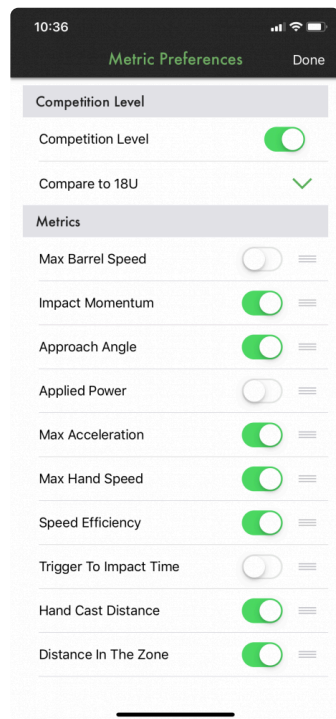 10:36
Metric Preferences Done
Competition Level
Competition Level
Compare to 18U
Metrics
Max Barrel Speed
Impact Momentum
Approach Angle
Applied Power
Max Acceleration
Max Hand Speed
Speed Efficiency
Trigger To Impact Time
Hand Cast Distance
Distance In The Zone